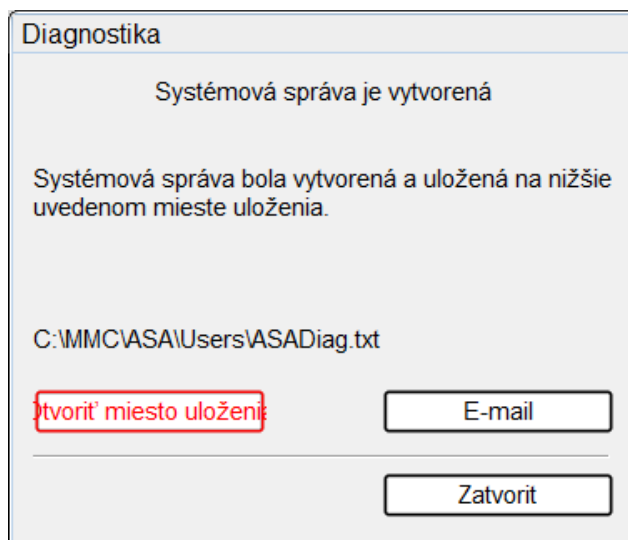 Diagnostika
Systémová správa je vytvorená
Systémová správa bola vytvorená a uložená na nižšie
uvedenom mieste uloženia.
C:\MMC\ASA\Users\ASADiag.txt
miesto
E-mail
Zatvorit